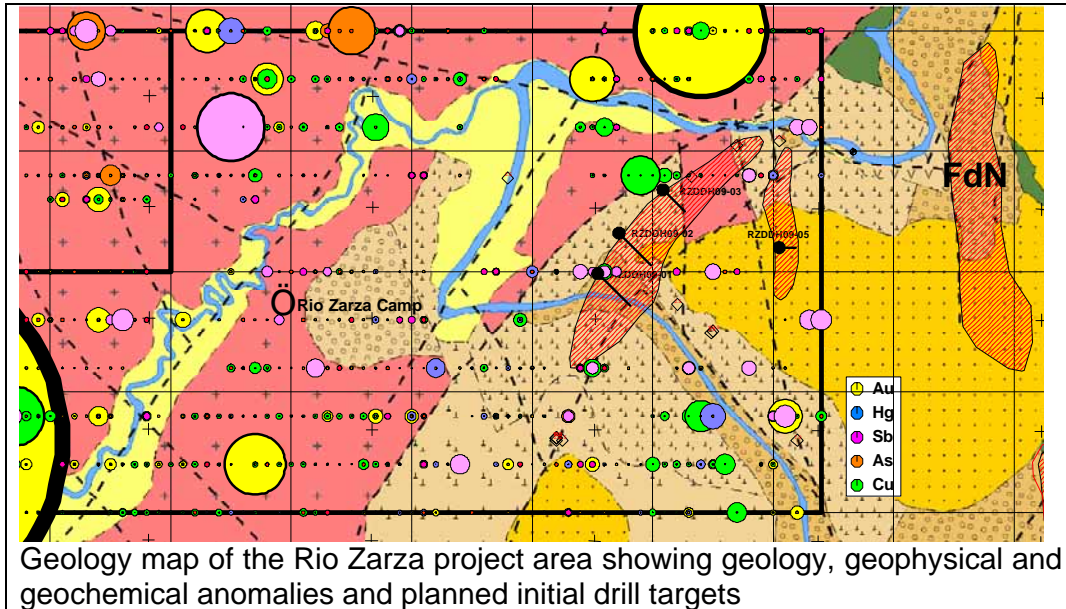 FdN
RZDDH09-03
RZDDH09-02
RZDDH09-05
RZDDH09-01
Ö Rio Zarza Camp
Au
Hg
Sb
As
Cu
Geology map of the Rio Zarza project area showing geology, geophysical and
geochemical anomalies and planned initial drill targets